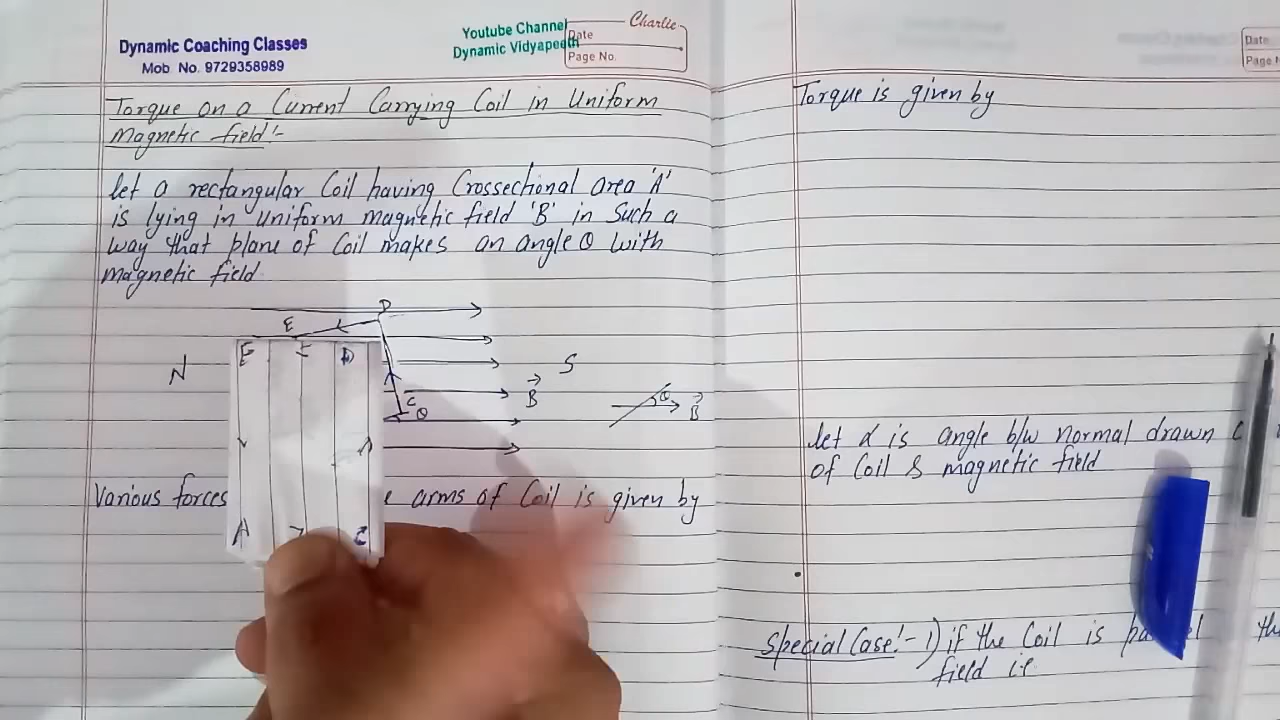 Dynamic Coaching Classes
Mob No. 9729358989
Youtube Channel
Dynamic Vidyapeeth
Charlie
Date
Page No.
Torque on a Current Carrying Coil in Uniform
Magnetic field:-
let a rectangular Coil having Crossectional area 'A'
is lying in uniform magnetic field 'B' in Such a
way that plane of Coil makes an angle θ with
magnetic field.
D
E
N
S
B
C
θ
θ
B
E
I
D
A
I
C
Various forces
arms of Coil is given by
Date
Page
Torque is given by
let α is angle b/w normal drawn
of Coil & magnetic field
Special Case:- 1) if the Coil is
field ie